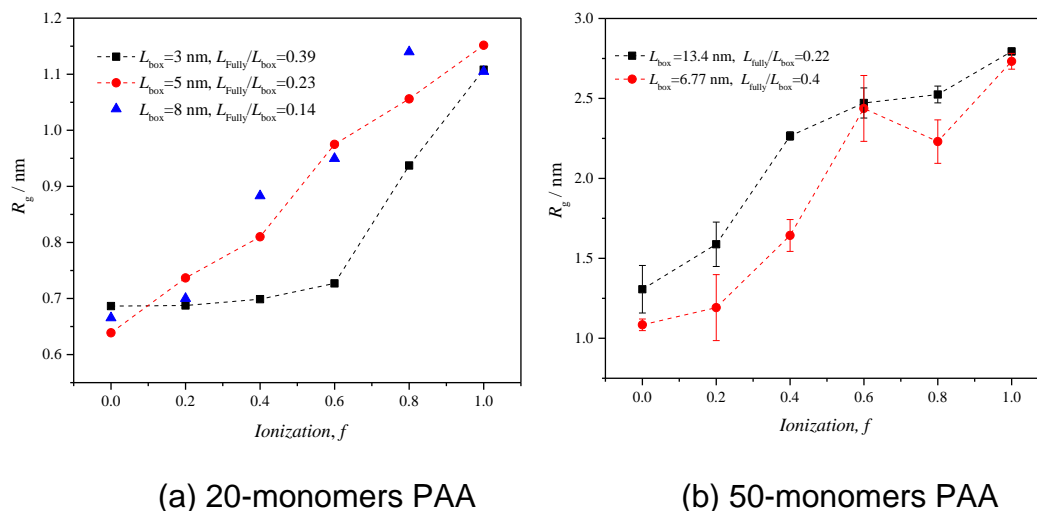 1.2
1.1
1.0
0.9
0.8
0.7
0.6
R_g / nm
L_box=3 nm, L_Fully/L_box=0.39
L_box=5 nm, L_Fully/L_box=0.23
L_box=8 nm, L_Fully/L_box=0.14
0.0 0.2 0.4 0.6 0.8 1.0
Ionization, f
(a) 20-monomers PAA
3.0
2.5
2.0
1.5
1.0
R_g / nm
L_box=13.4 nm, L_fully/L_box=0.22
L_box=6.77 nm, L_fully/L_box=0.4
0.0 0.2 0.4 0.6 0.8 1.0
Ionization, f
(b) 50-monomers PAA